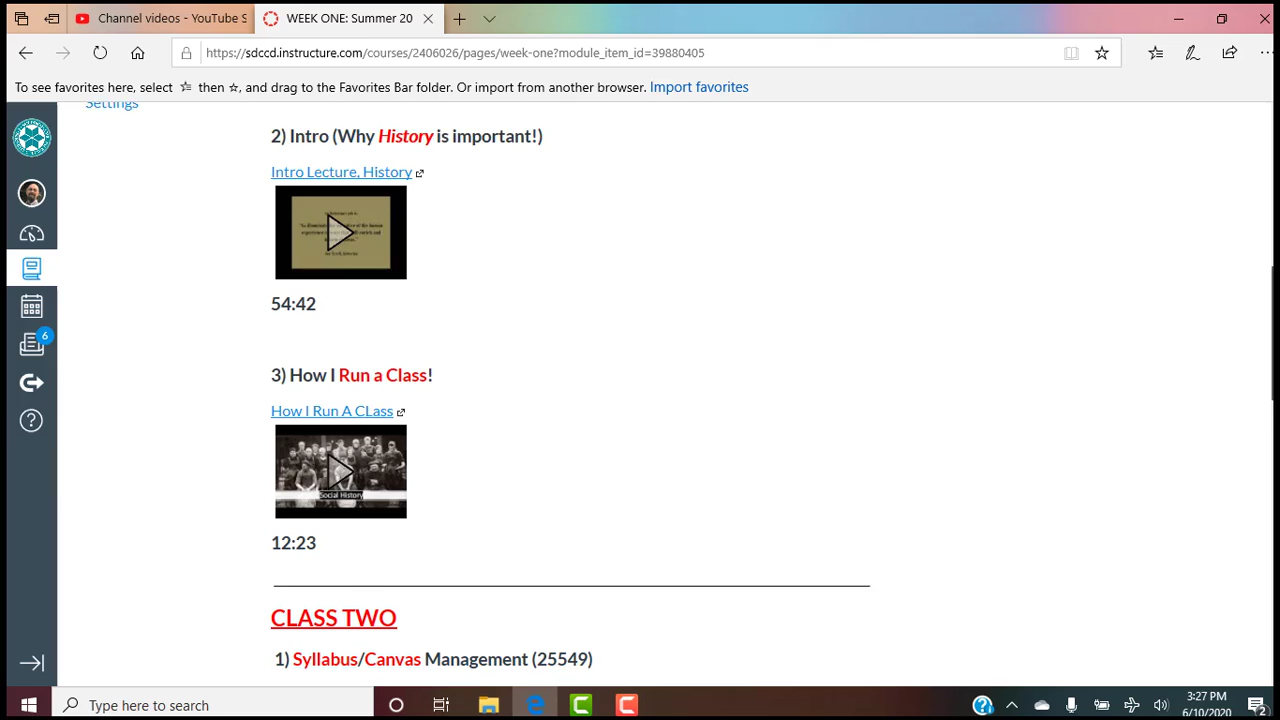 Channel videos - YouTube S
WEEK ONE: Summer 20
https://sdccd.instructure.com/courses/2406026/pages/week-one?module_item_id=39880405
To see favorites here, select ☆ then ☆, and drag to the Favorites Bar folder. Or import from another browser. Import favorites
Settings
2) Intro (Why History is important!)
Intro Lecture, History
54:42
3) How I Run a Class!
How I Run A CLass
Social History
12:23
6
CLASS TWO
1) Syllabus/Canvas Management (25549)
Type here to search
3:27 PM
6/10/2020
2